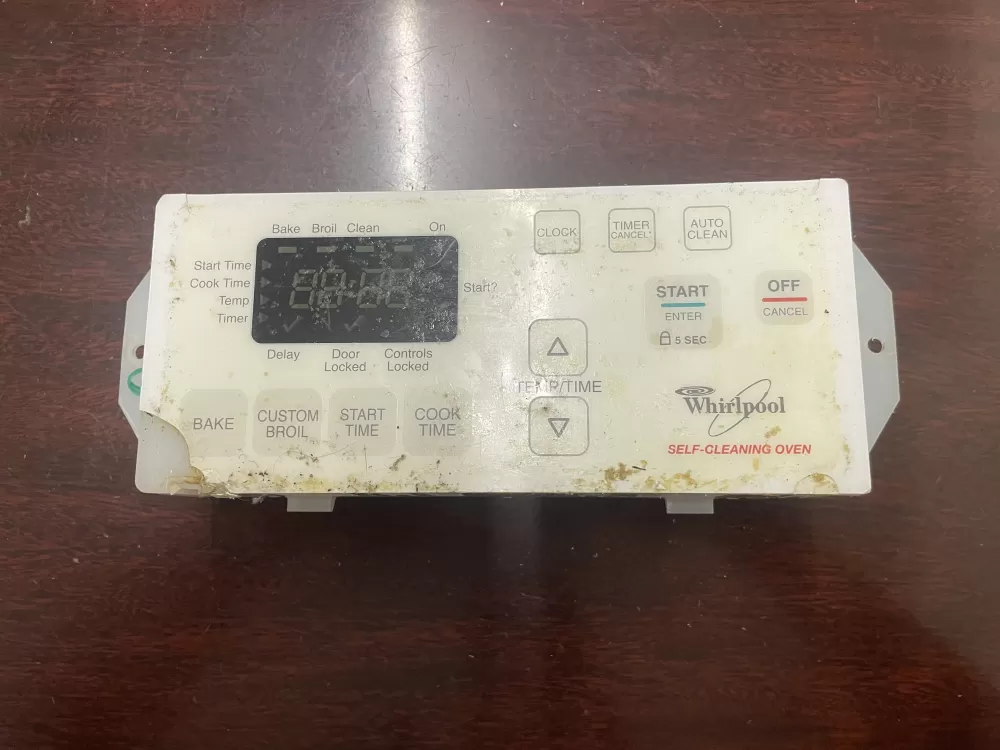 Bake Broil Clean On
Start Time
Cook Time
Temp
Timer
Start?
Delay
Door
Locked
Controls
Locked
CLOCK
TIMER
CANCEL*
AUTO
CLEAN
START
ENTER
5 SEC
OFF
CANCEL
TEMP/TIME
BAKE
CUSTOM
BROIL
START
TIME
COOK
TIME
Whirlpool
SELF-CLEANING OVEN